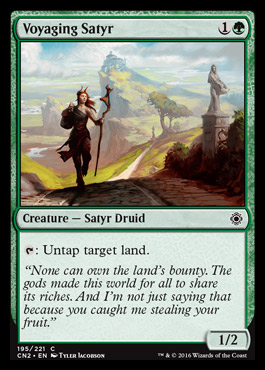 Voyaging Satyr 1
Creature — Satyr Druid
: Untap target land.
“None can own the land’s bounty. The
gods made this world for all to share
its riches. And I’m not just saying that
because you caught me stealing your
fruit.”
1/2
195/221 C
CN2 • EN Tyler Jacobson
™ & © 2016 Wizards of the Coast